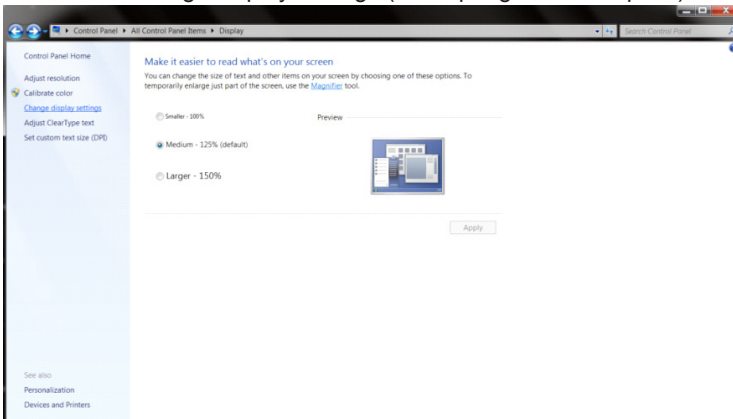 Control Panel ▸ All Control Panel Items ▸ Display
Search Control Panel
Control Panel Home
Adjust resolution
Calibrate color
Change display settings
Adjust ClearType text
Set custom text size (DPI)
See also
Personalization
Devices and Printers
Make it easier to read what's on your screen
You can change the size of text and other items on your screen by choosing one of these options. To
temporarily enlarge just part of the screen, use the Magnifier tool.
Smaller - 100%
Preview
Medium - 125% (default)
Larger - 150%
Apply